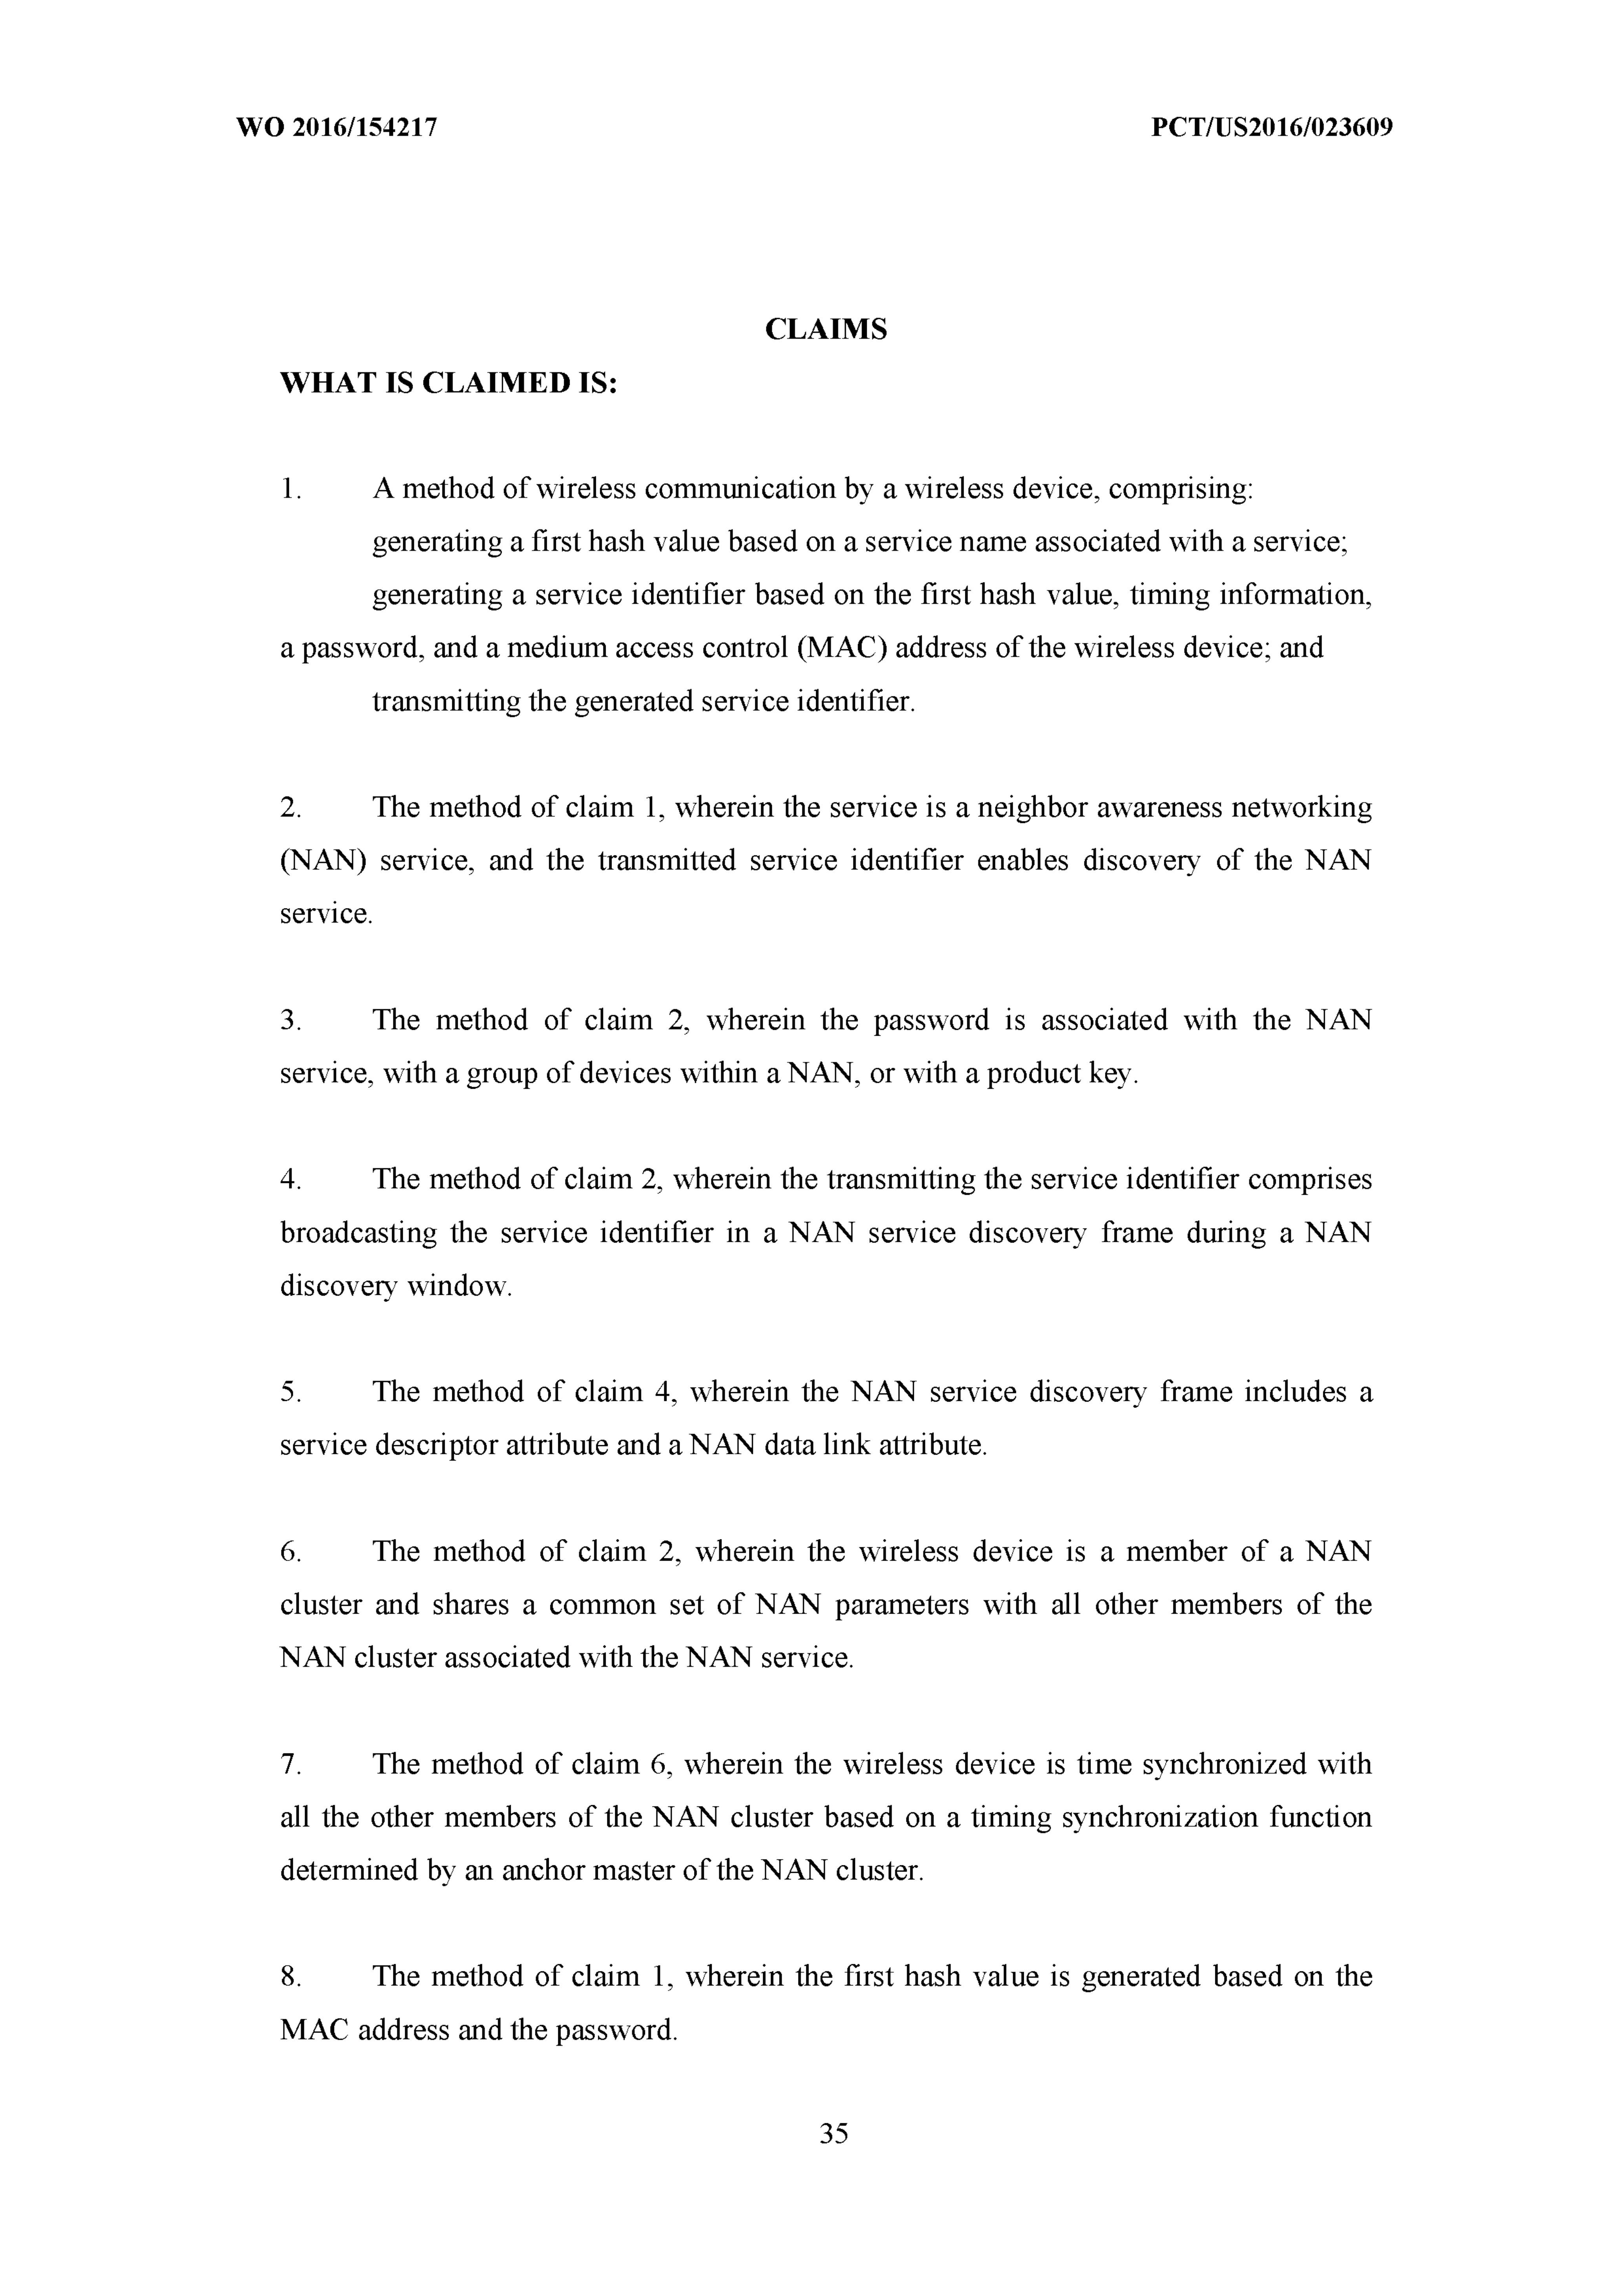 WO 2016/154217 PCT/US2016/023609
CLAIMS
WHAT IS CLAIMED IS:
1. A method of wireless communication by a wireless device, comprising:
generating a first hash value based on a service name associated with a service;
generating a service identifier based on the first hash value, timing information,
a password, and a medium access control (MAC) address of the wireless device; and
transmitting the generated service identifier.
2. The method of claim 1, wherein the service is a neighbor awareness networking
(NAN) service, and the transmitted service identifier enables discovery of the NAN
service.
3. The method of claim 2, wherein the password is associated with the NAN
service, with a group of devices within a NAN, or with a product key.
4. The method of claim 2, wherein the transmitting the service identifier comprises
broadcasting the service identifier in a NAN service discovery frame during a NAN
discovery window.
5. The method of claim 4, wherein the NAN service discovery frame includes a
service descriptor attribute and a NAN data link attribute.
6. The method of claim 2, wherein the wireless device is a member of a NAN
cluster and shares a common set of NAN parameters with all other members of the
NAN cluster associated with the NAN service.
7. The method of claim 6, wherein the wireless device is time synchronized with
all the other members of the NAN cluster based on a timing synchronization function
determined by an anchor master of the NAN cluster.
8. The method of claim 1, wherein the first hash value is generated based on the
MAC address and the password.
35